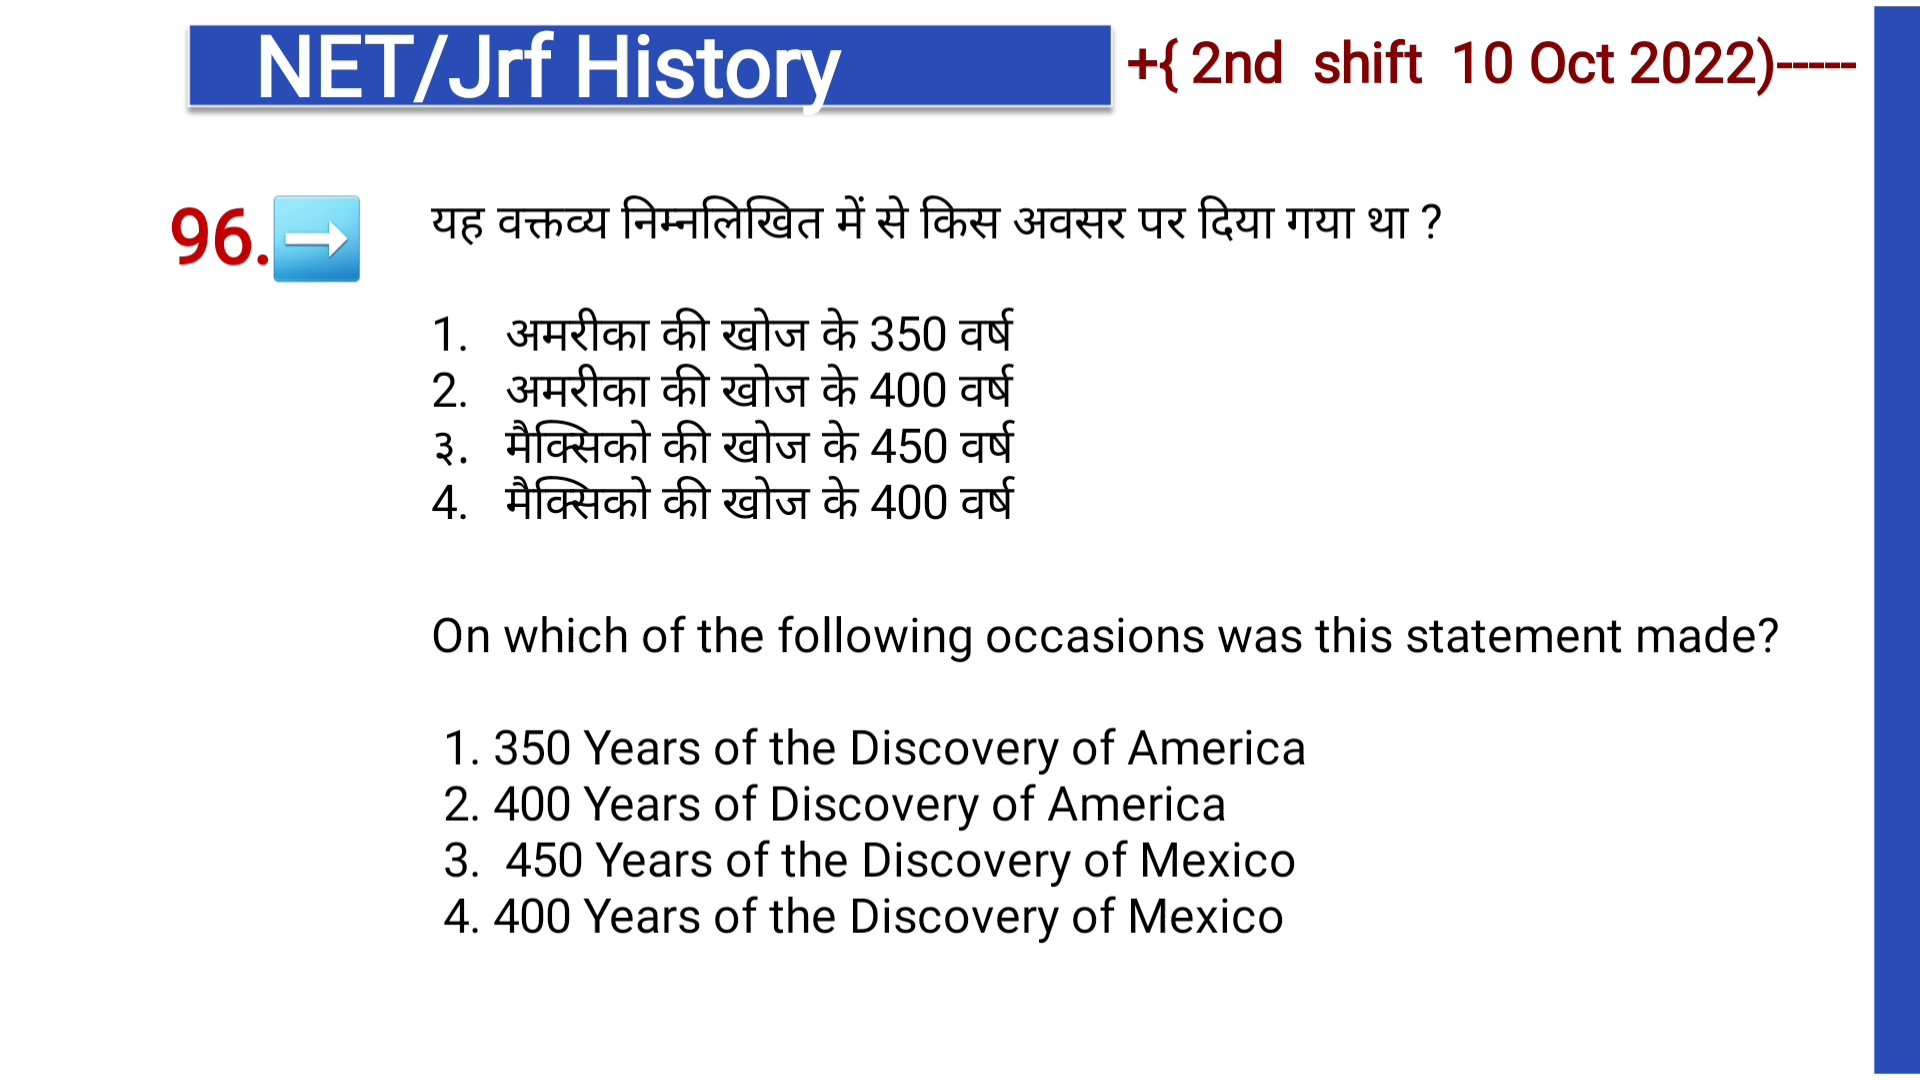 NET/Jrf History
+{ 2nd shift 10 Oct 2022)-----
96.➡
यह वक्तव्य निम्नलिखित में से किस अवसर पर दिया गया था ?
1. अमरीका की खोज के 350 वर्ष
2. अमरीका की खोज के 400 वर्ष
३. मैक्सिको की खोज के 450 वर्ष
4. मैक्सिको की खोज के 400 वर्ष
On which of the following occasions was this statement made?
1. 350 Years of the Discovery of America
2. 400 Years of Discovery of America
3. 450 Years of the Discovery of Mexico
4. 400 Years of the Discovery of Mexico